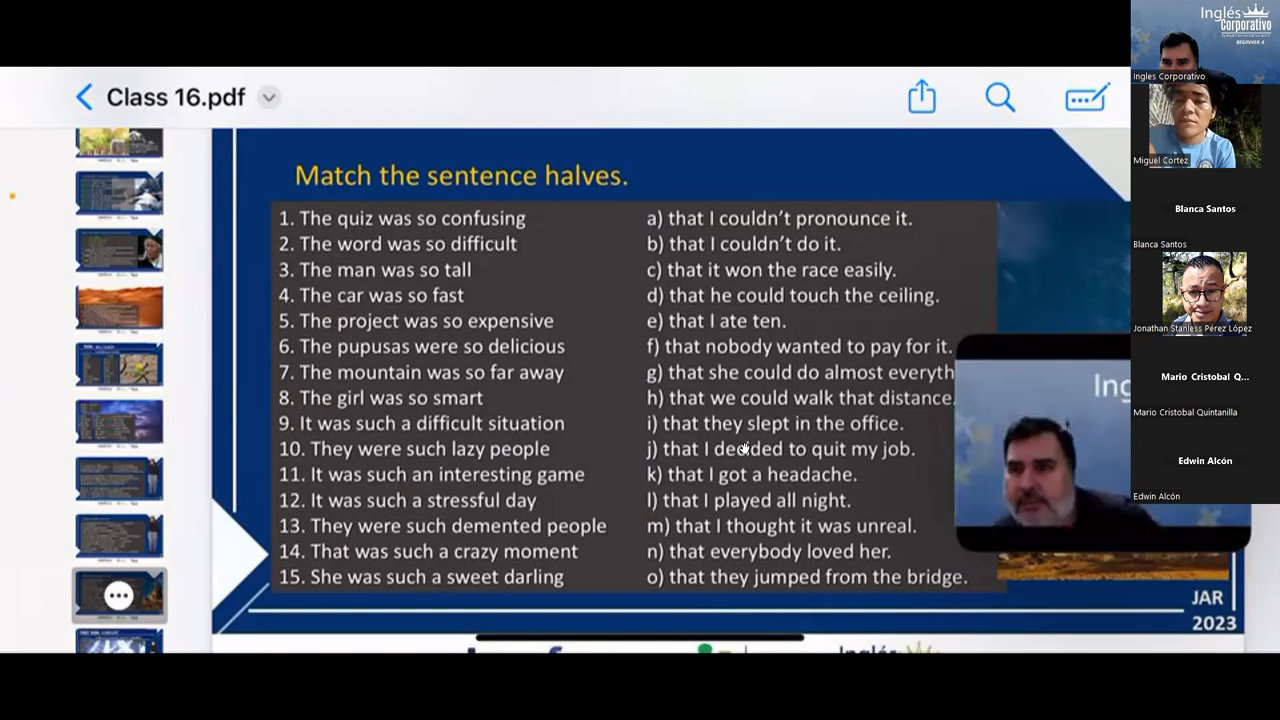 Class 16.pdf
Match the sentence halves.
1. The quiz was so confusing
2. The word was so difficult
3. The man was so tall
4. The car was so fast
5. The project was so expensive
6. The pupusas were so delicious
7. The mountain was so far away
8. The girl was so smart
9. It was such a difficult situation
10. They were such lazy people
11. It was such an interesting game
12. It was such a stressful day
13. They were such demented people
14. That was such a crazy moment
15. She was such a sweet darling
a) that I couldn’t pronounce it.
b) that I couldn’t do it.
c) that it won the race easily.
d) that he could touch the ceiling.
e) that I ate ten.
f) that nobody wanted to pay for it.
g) that she could do almost everyth
h) that we could walk that distance.
i) that they slept in the office.
j) that I decided to quit my job.
k) that I got a headache.
l) that I played all night.
m) that I thought it was unreal.
n) that everybody loved her.
o) that they jumped from the bridge.
JAR
2023
Inglés
Ing
Inglés
Corporativo
BEGINNER 4
Ingles Corporativo
Miguel Cortez
Blanca Santos
Blanca Santos
Jonathan Stanless Pérez López
Mario Cristobal Q...
Mario Cristobal Quintanilla
Edwin Alcón
Edwin Alcón